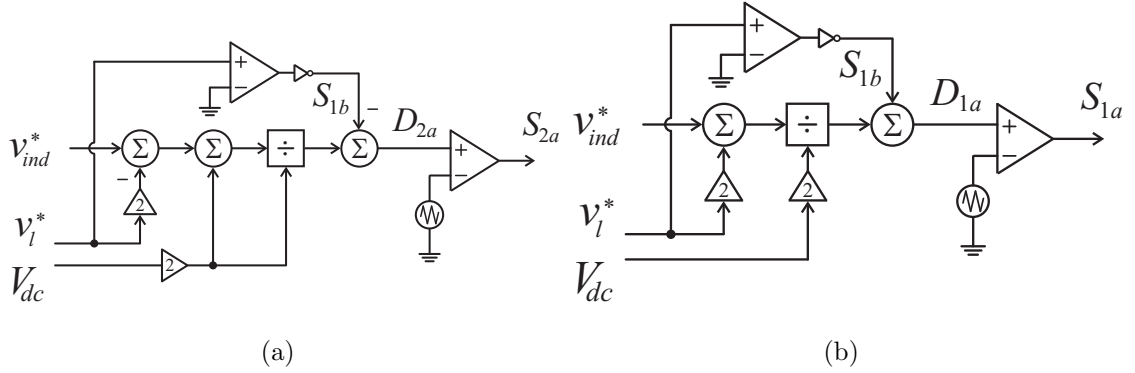 +
−
S1b
−
D2a
S2a
v*ind
Σ
Σ
÷
Σ
+
−
−
2
v*l
Vdc
2
(a)
+
−
S1b
D1a
S1a
v*ind
Σ
÷
Σ
+
−
2
2
v*l
Vdc
(b)